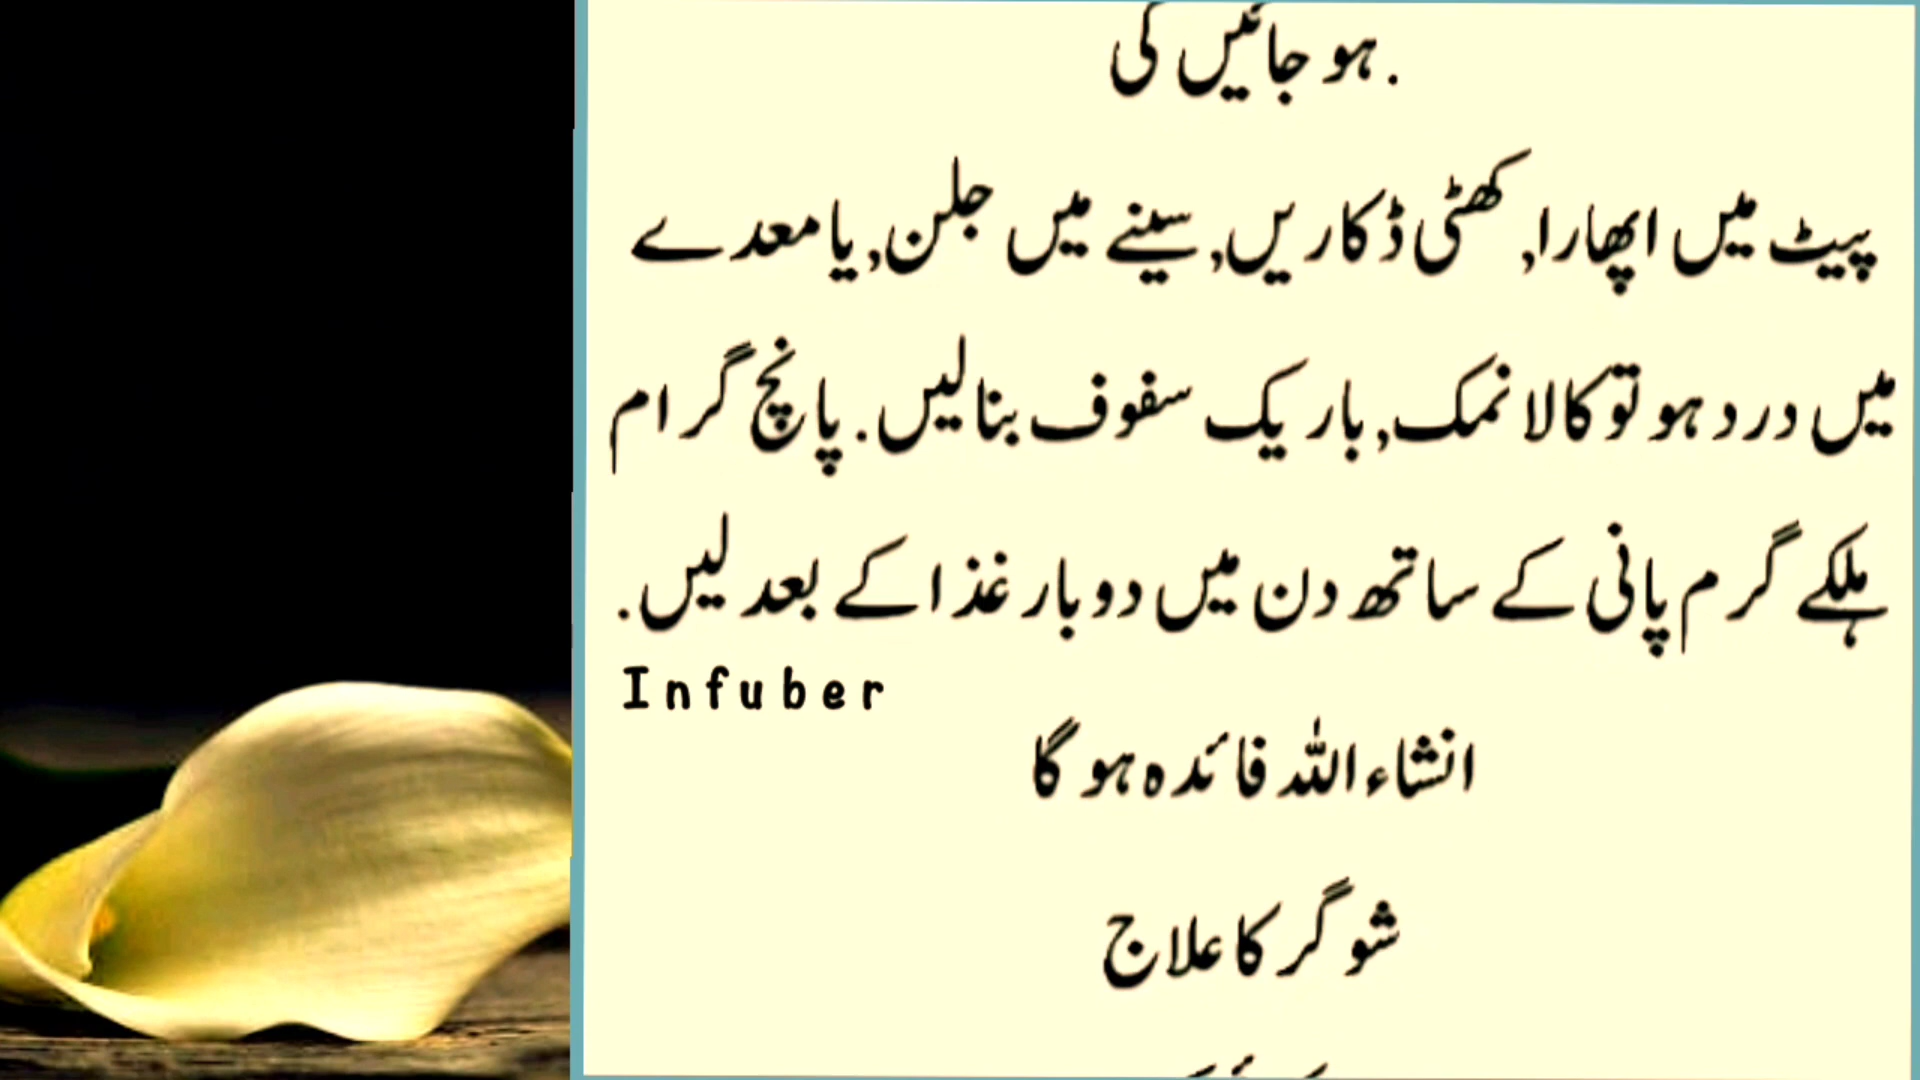 ہو جائیں گی.
پیٹ میں اپھارا, کھٹی ڈکاریں, سینے میں جلن, یا معدے
میں درد ہو تو کالا نمک, باریک سفوف بنالیں. پانچ گرام
ہلکے گرم پانی کے ساتھ دن میں دو بار غذا کے بعد لیں.
Infuber
انشاء اللہ فائدہ ہو گا
شوگر کا علاج